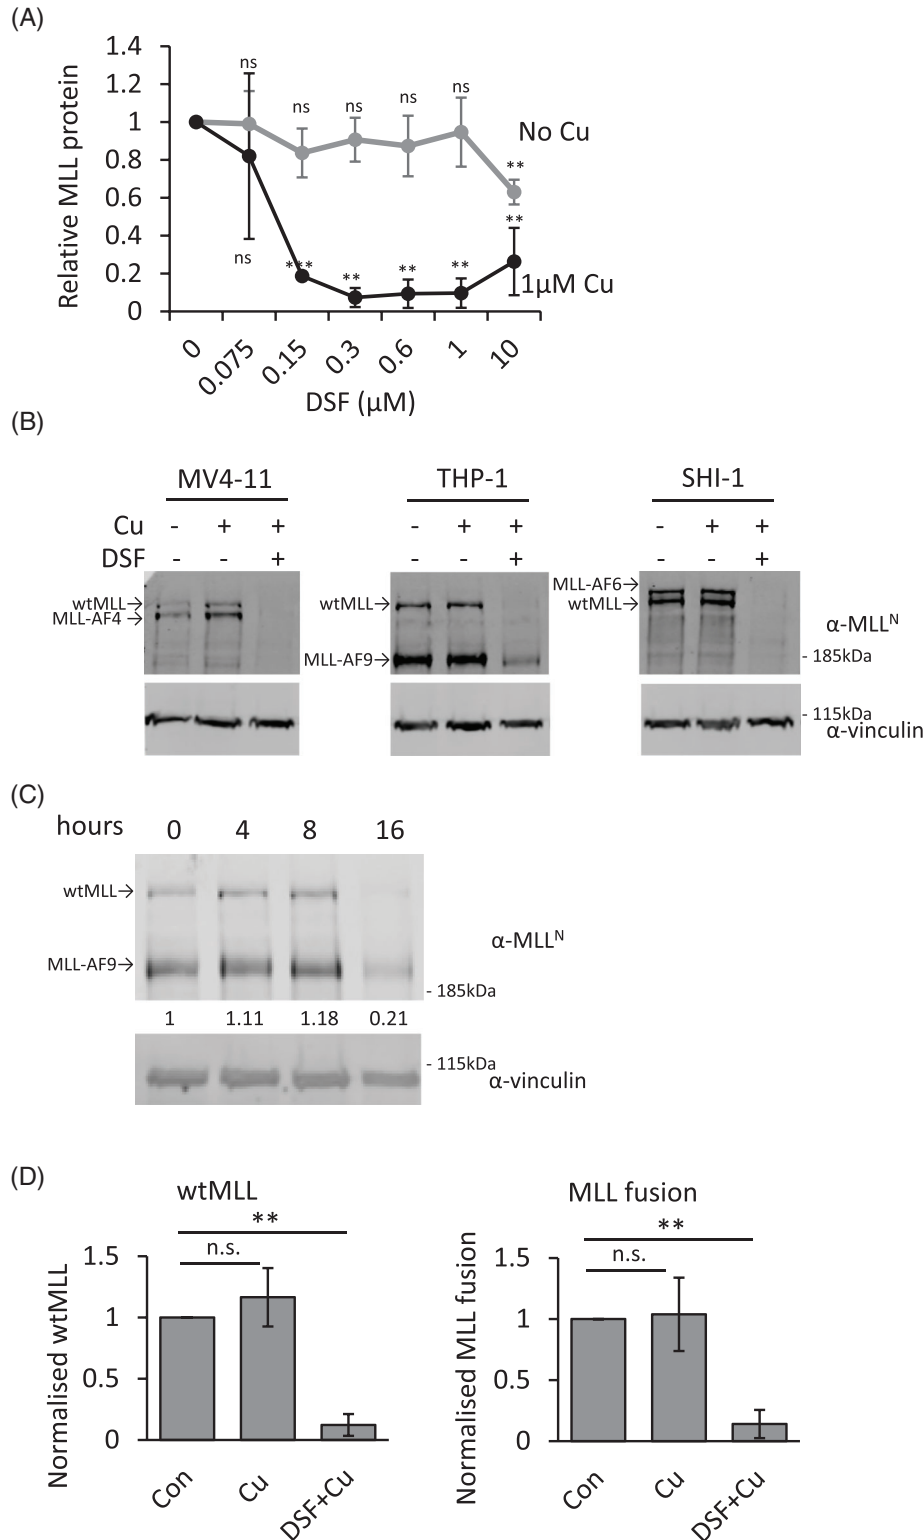 (A)
1.4
1.2
1
0.8
0.6
0.4
0.2
0
Relative MLL protein
ns
ns
ns
ns
ns
**
No Cu
ns
***
**
**
**
**
1µM Cu
0
0.075
0.15
0.3
0.6
1
10
DSF (µM)
(B)
MV4-11
THP-1
SHI-1
Cu - + + - + + - + +
DSF - - + - - + - - +
wtMLL→
MLL-AF4→
wtMLL→
MLL-AF9→
MLL-AF6→
wtMLL→
α-MLLᴺ
- 185kDa
- 115kDa
α-vinculin
(C)
hours 0 4 8 16
wtMLL→
MLL-AF9→
α-MLLᴺ
- 185kDa
1 1.11 1.18 0.21
- 115kDa
α-vinculin
(D)
wtMLL
**
n.s.
1.5
1
0.5
0
Normalised wtMLL
Con
Cu
DSF+Cu
MLL fusion
**
n.s.
1.5
1
0.5
0
Normalised MLL fusion
Con
Cu
DSF+Cu